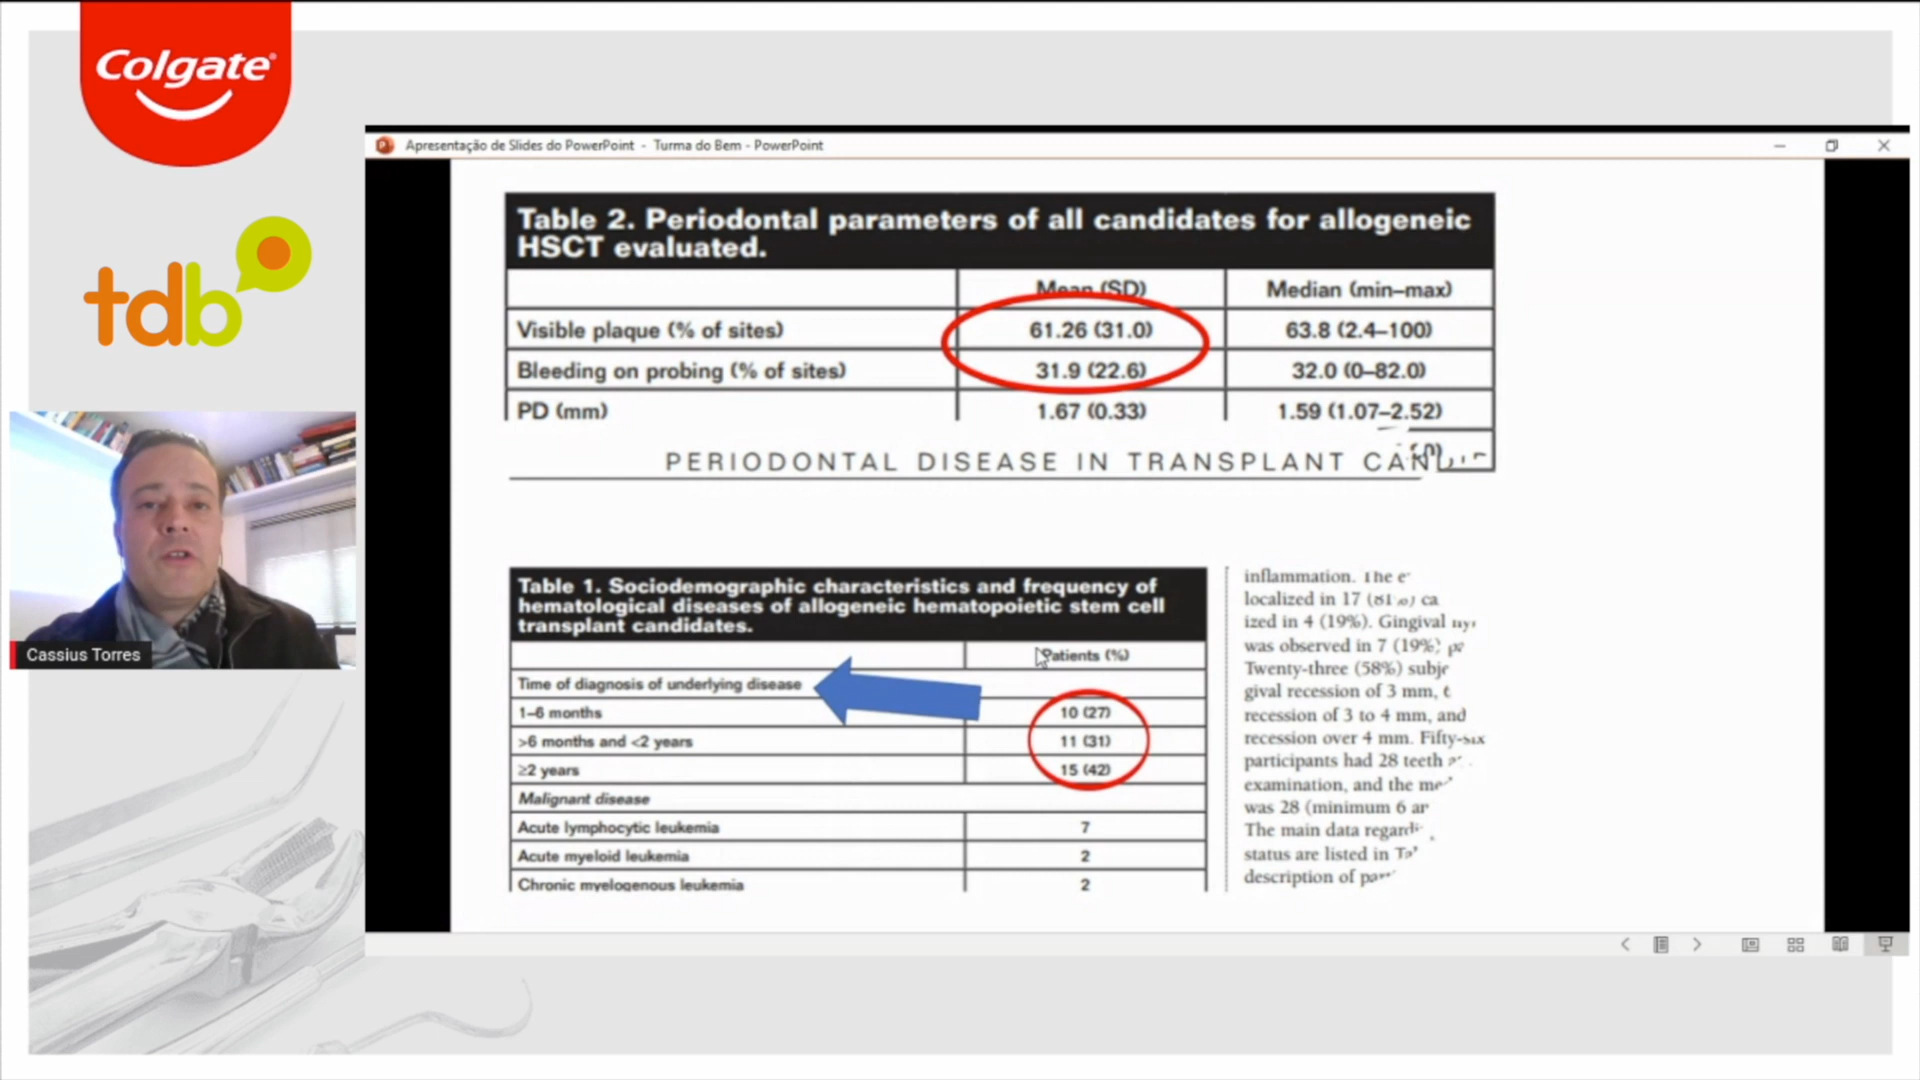 Colgate
tdb
Cassius Torres
Apresentação de Slides do PowerPoint - Turma do Bem - PowerPoint
Table 2. Periodontal parameters of all candidates for allogeneic
HSCT evaluated.
Mean (SD) Median (min–max)
Visible plaque (% of sites) 61.26 (31.0) 63.8 (2.4–100)
Bleeding on probing (% of sites) 31.9 (22.6) 32.0 (0–82.0)
PD (mm) 1.67 (0.33) 1.59 (1.07–2.52)
PERIODONTAL DISEASE IN TRANSPLANT
Table 1. Sociodemographic characteristics and frequency of
hematological diseases of allogeneic hematopoietic stem cell
transplant candidates.
Patients (%)
Time of diagnosis of underlying disease
1–6 months 10 (27)
>6 months and <2 years 11 (31)
≥2 years 15 (42)
Malignant disease
Acute lymphocytic leukemia 7
Acute myeloid leukemia 2
Chronic myelogenous leukemia 2
inflammation. The
localized in 17
ized in 4 (19%). Gingival
was observed in 7 (19%;
Twenty-three (58%)
gival recession of 3 mm,
recession of 3 to 4 mm, and
recession over 4 mm. Fifty-six
participants had 28 teeth
examination, and the
was 28 (minimum 6
The main data
status are listed in
description of